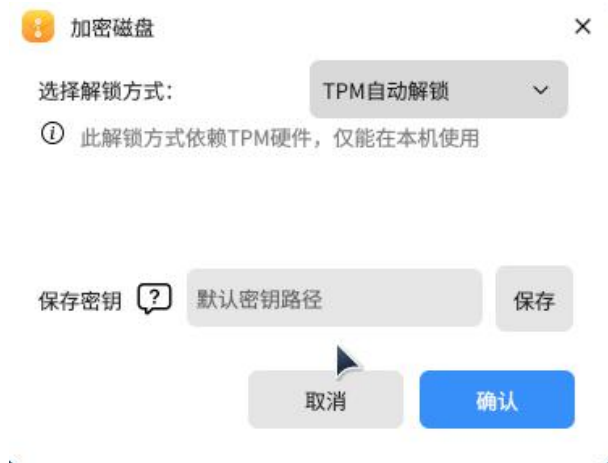 加密磁盘
选择解锁方式: TPM自动解锁
此解锁方式依赖TPM硬件，仅能在本机使用
保存密钥 默认密钥路径 保存
取消 确认